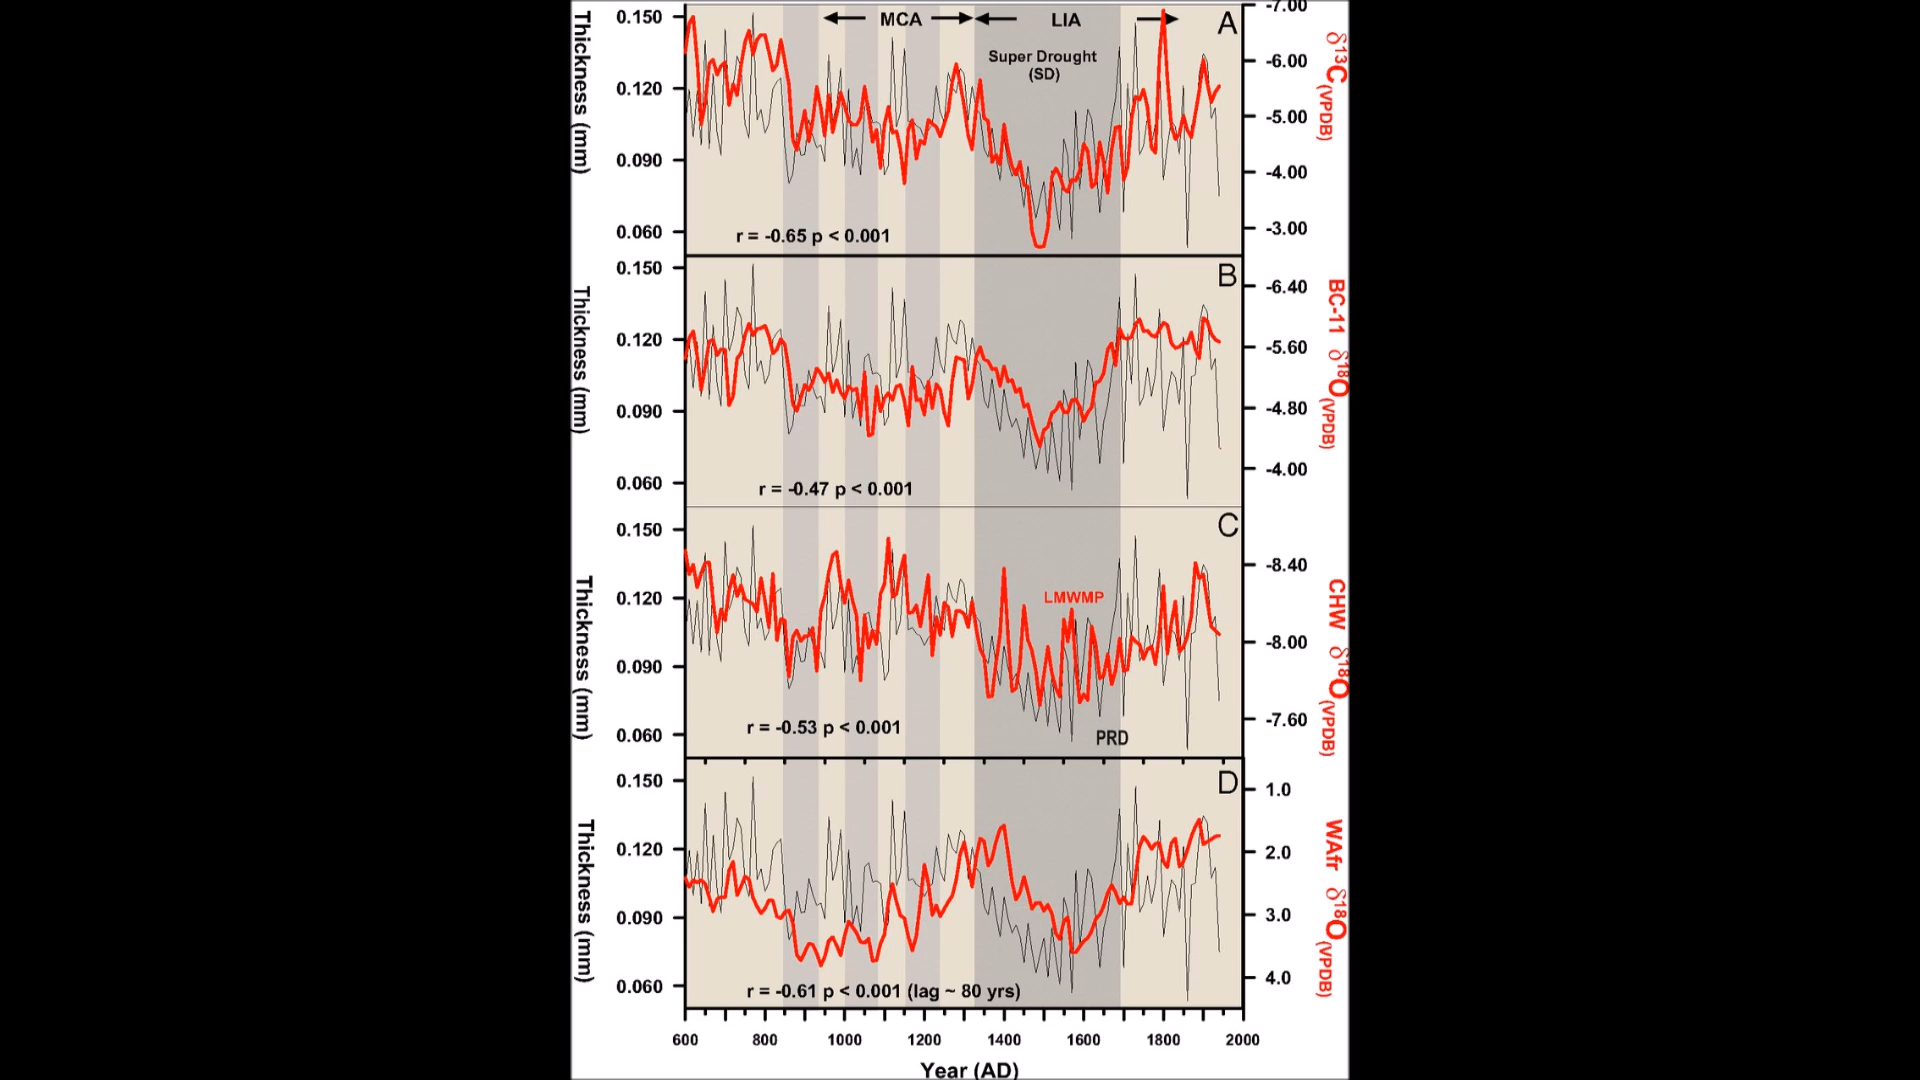 MCA
LIA
Super Drought
(SD)
A
0.150
0.120
0.090
0.060
Thickness (mm)
-7.00
-6.00
-5.00
-4.00
-3.00
δ13C(VPDB)
r = -0.65 p < 0.001
B
0.150
0.120
0.090
0.060
Thickness (mm)
-6.40
-5.60
-4.80
-4.00
BC-11 δ18O(VPDB)
r = -0.47 p < 0.001
C
0.150
0.120
0.090
0.060
Thickness (mm)
-8.40
-8.00
-7.60
CHW δ18O(VPDB)
LMWMP
PRD
r = -0.53 p < 0.001
D
0.150
0.120
0.090
0.060
Thickness (mm)
1.0
2.0
3.0
4.0
WAfr δ18O(VPDB)
r = -0.61 p < 0.001 (lag ~ 80 yrs)
600 800 1000 1200 1400 1600 1800 2000
Year (AD)